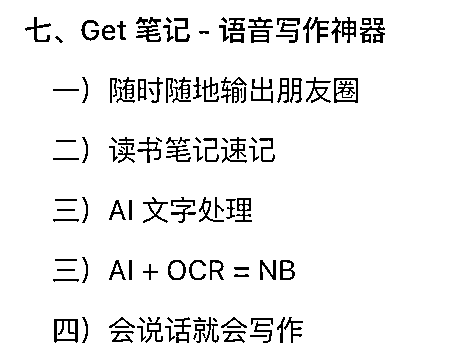 七、Get 笔记 - 语音写作神器
一）随时随地输出朋友圈
二）读书笔记速记
三）AI 文字处理
三）AI + OCR = NB
四）会说话就会写作